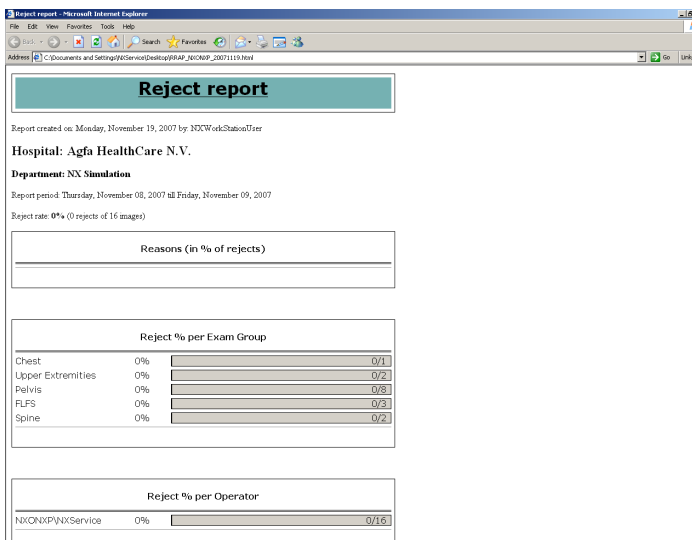 Reject report - Microsoft Internet Explorer
File Edit View Favorites Tools Help
Back Search Favorites
Address C:\Documents and Settings\NXService\Desktop\RRAP_NXONXP_20071119.html Go Links
Reject report
Report created on: Monday, November 19, 2007 by: NXWorkStationUser
Hospital: Agfa HealthCare N.V.
Department: NX Simulation
Report period: Thursday, November 08, 2007 till Friday, November 09, 2007
Reject rate: 0% (0 rejects of 16 images)
Reasons (in % of rejects)
Reject % per Exam Group
Chest 0% 0/1
Upper Extremities 0% 0/2
Pelvis 0% 0/8
FLFS 0% 0/3
Spine 0% 0/2
Reject % per Operator
NXONXP\NXService 0% 0/16